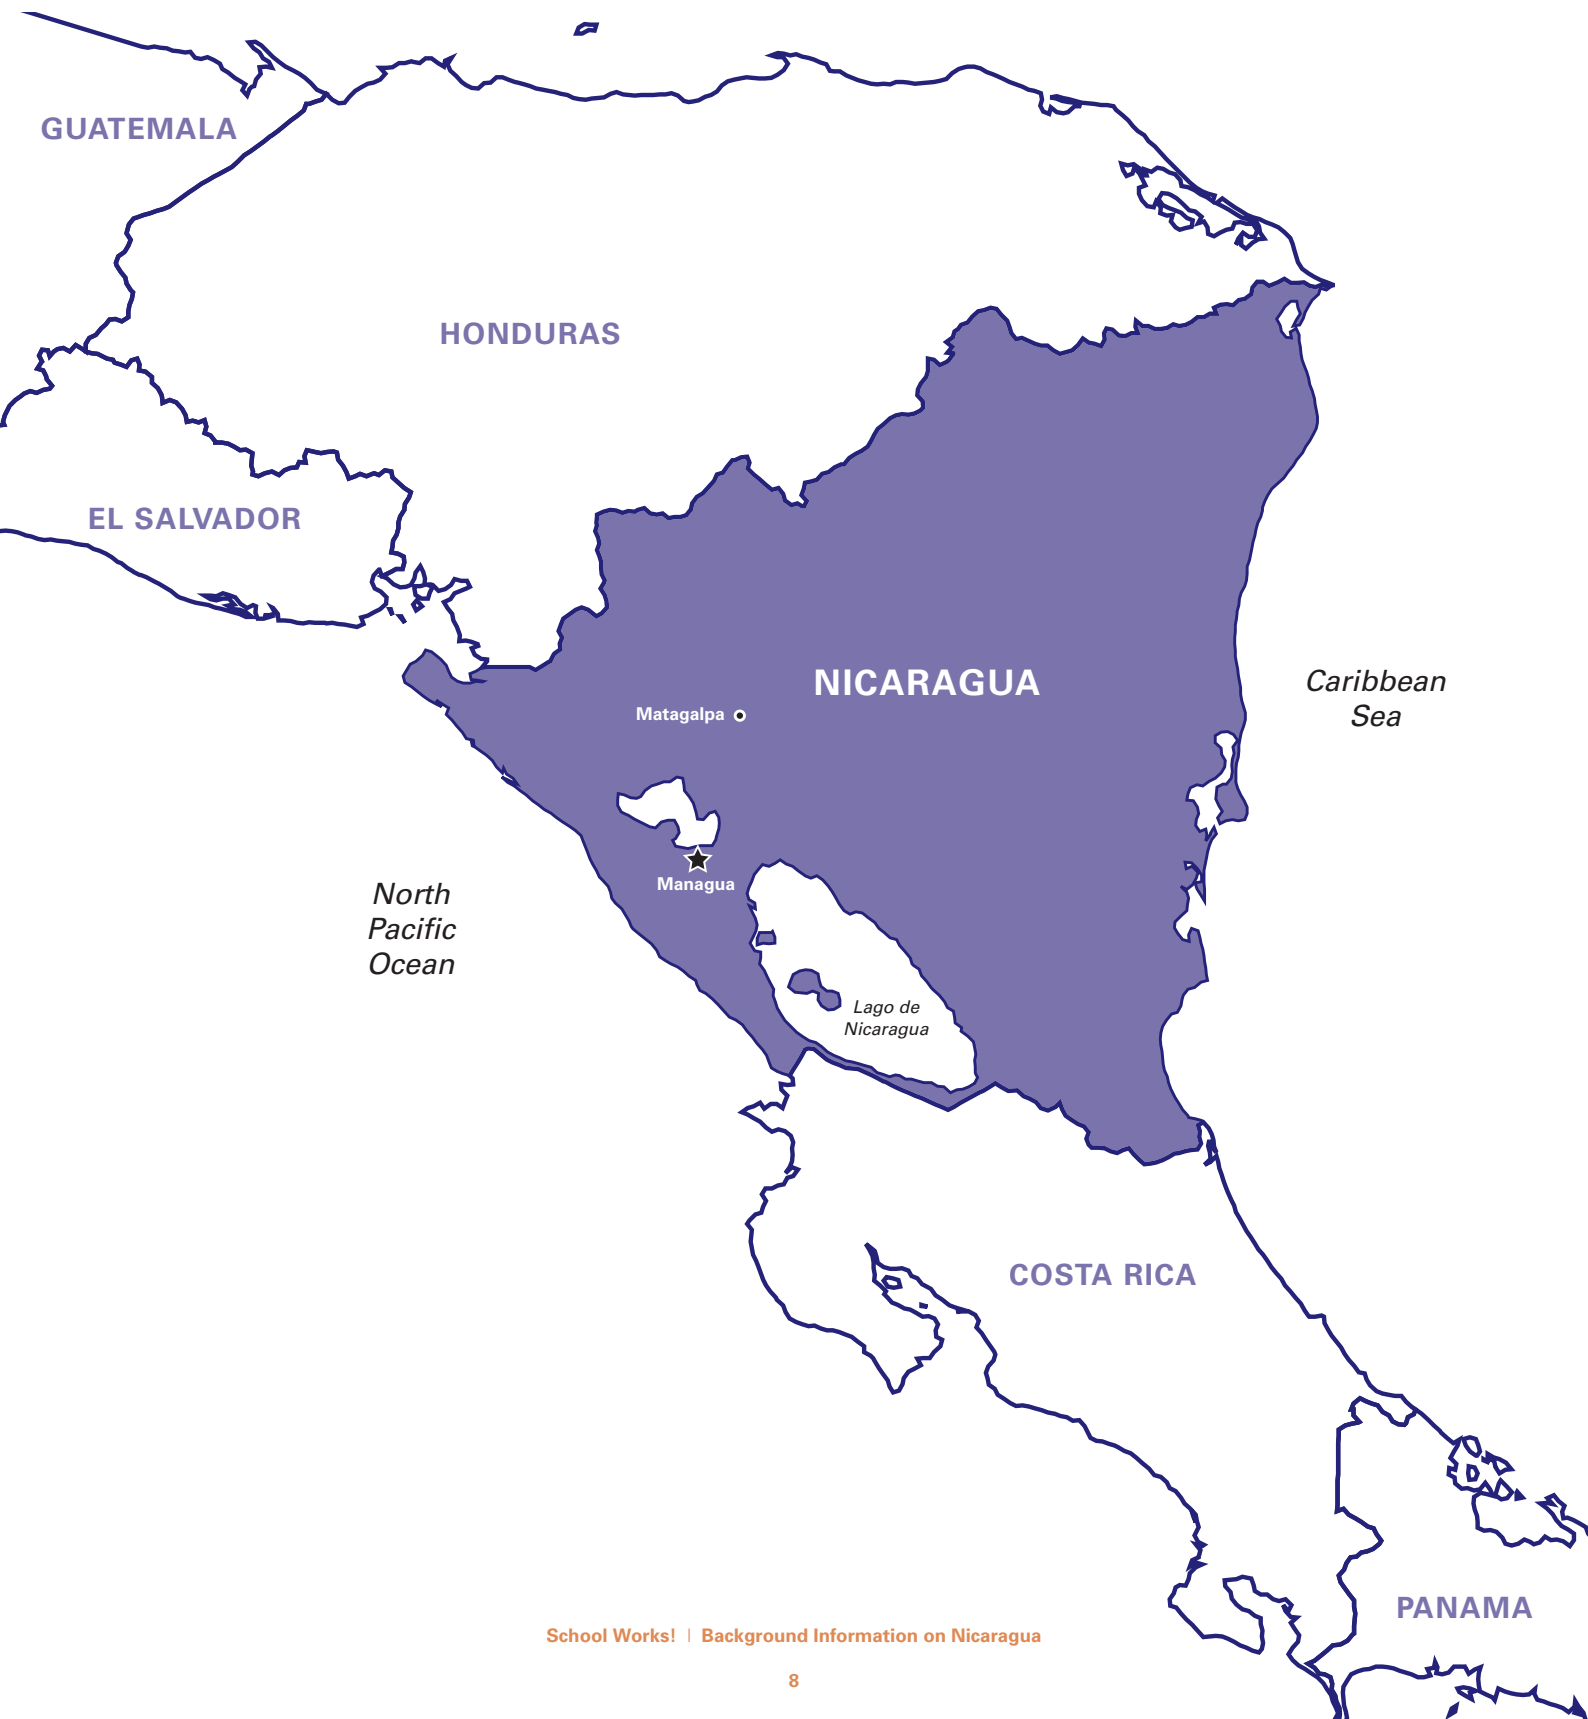 GUATEMALA
HONDURAS
EL SALVADOR
NICARAGUA
Caribbean
Sea
Matagalpa
Managua
North
Pacific
Ocean
Lago de
Nicaragua
COSTA RICA
PANAMA
School Works! | Background Information on Nicaragua
8